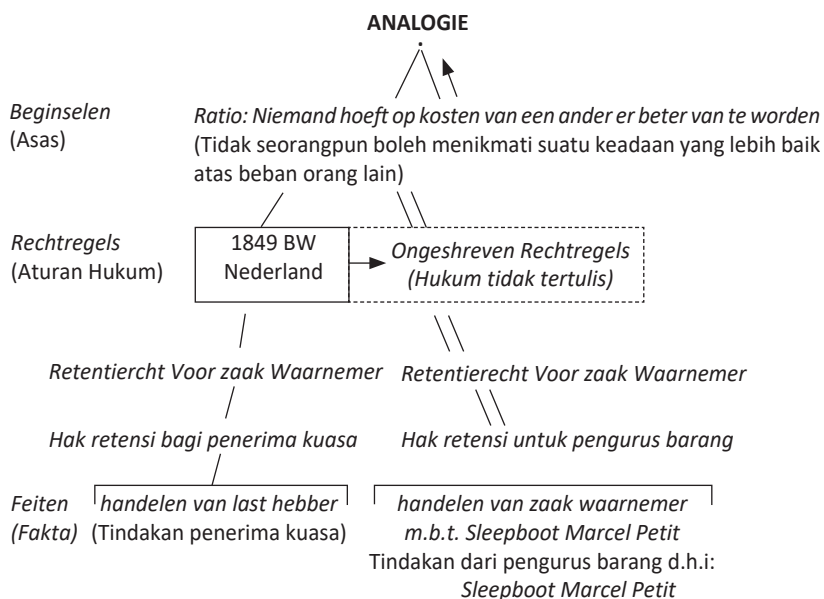 ANALOGIE
Beginselen
(Asas)
Ratio: Niemand hoeft op kosten van een ander er beter van te worden
(Tidak seorangpun boleh menikmati suatu keadaan yang lebih baik
atas beban orang lain)
Rechtregels
(Aturan Hukum)
1849 BW
Nederland
Ongeshreven Rechtregels
(Hukum tidak tertulis)
Retentiercht Voor zaak Waarnemer
Retentierecht Voor zaak Waarnemer
Hak retensi bagi penerima kuasa
Hak retensi untuk pengurus barang
Feiten
(Fakta)
handelen van last hebber
(Tindakan penerima kuasa)
handelen van zaak waarnemer
m.b.t. Sleepboot Marcel Petit
Tindakan dari pengurus barang d.h.i:
Sleepboot Marcel Petit